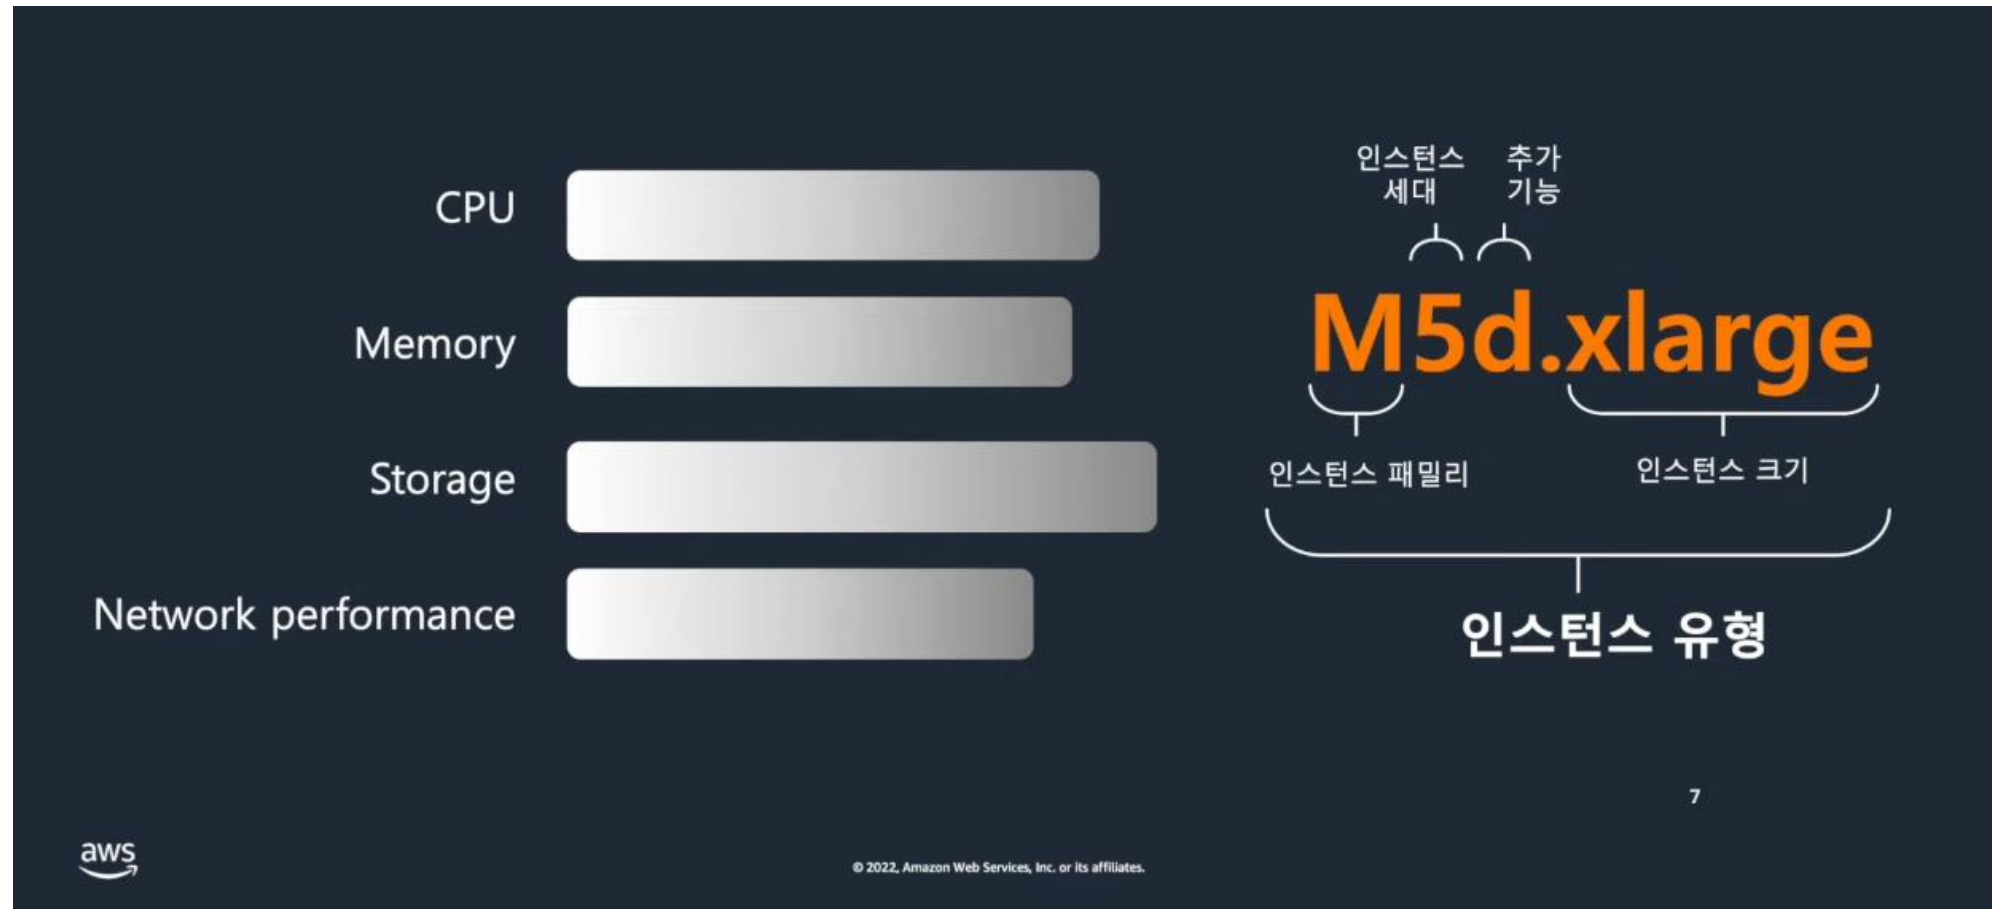 CPU
Memory
Storage
Network performance
인스턴스
세대
추가
기능
M5d.xlarge
인스턴스 패밀리
인스턴스 크기
인스턴스 유형
7
aws
© 2022, Amazon Web Services, Inc. or its affiliates.